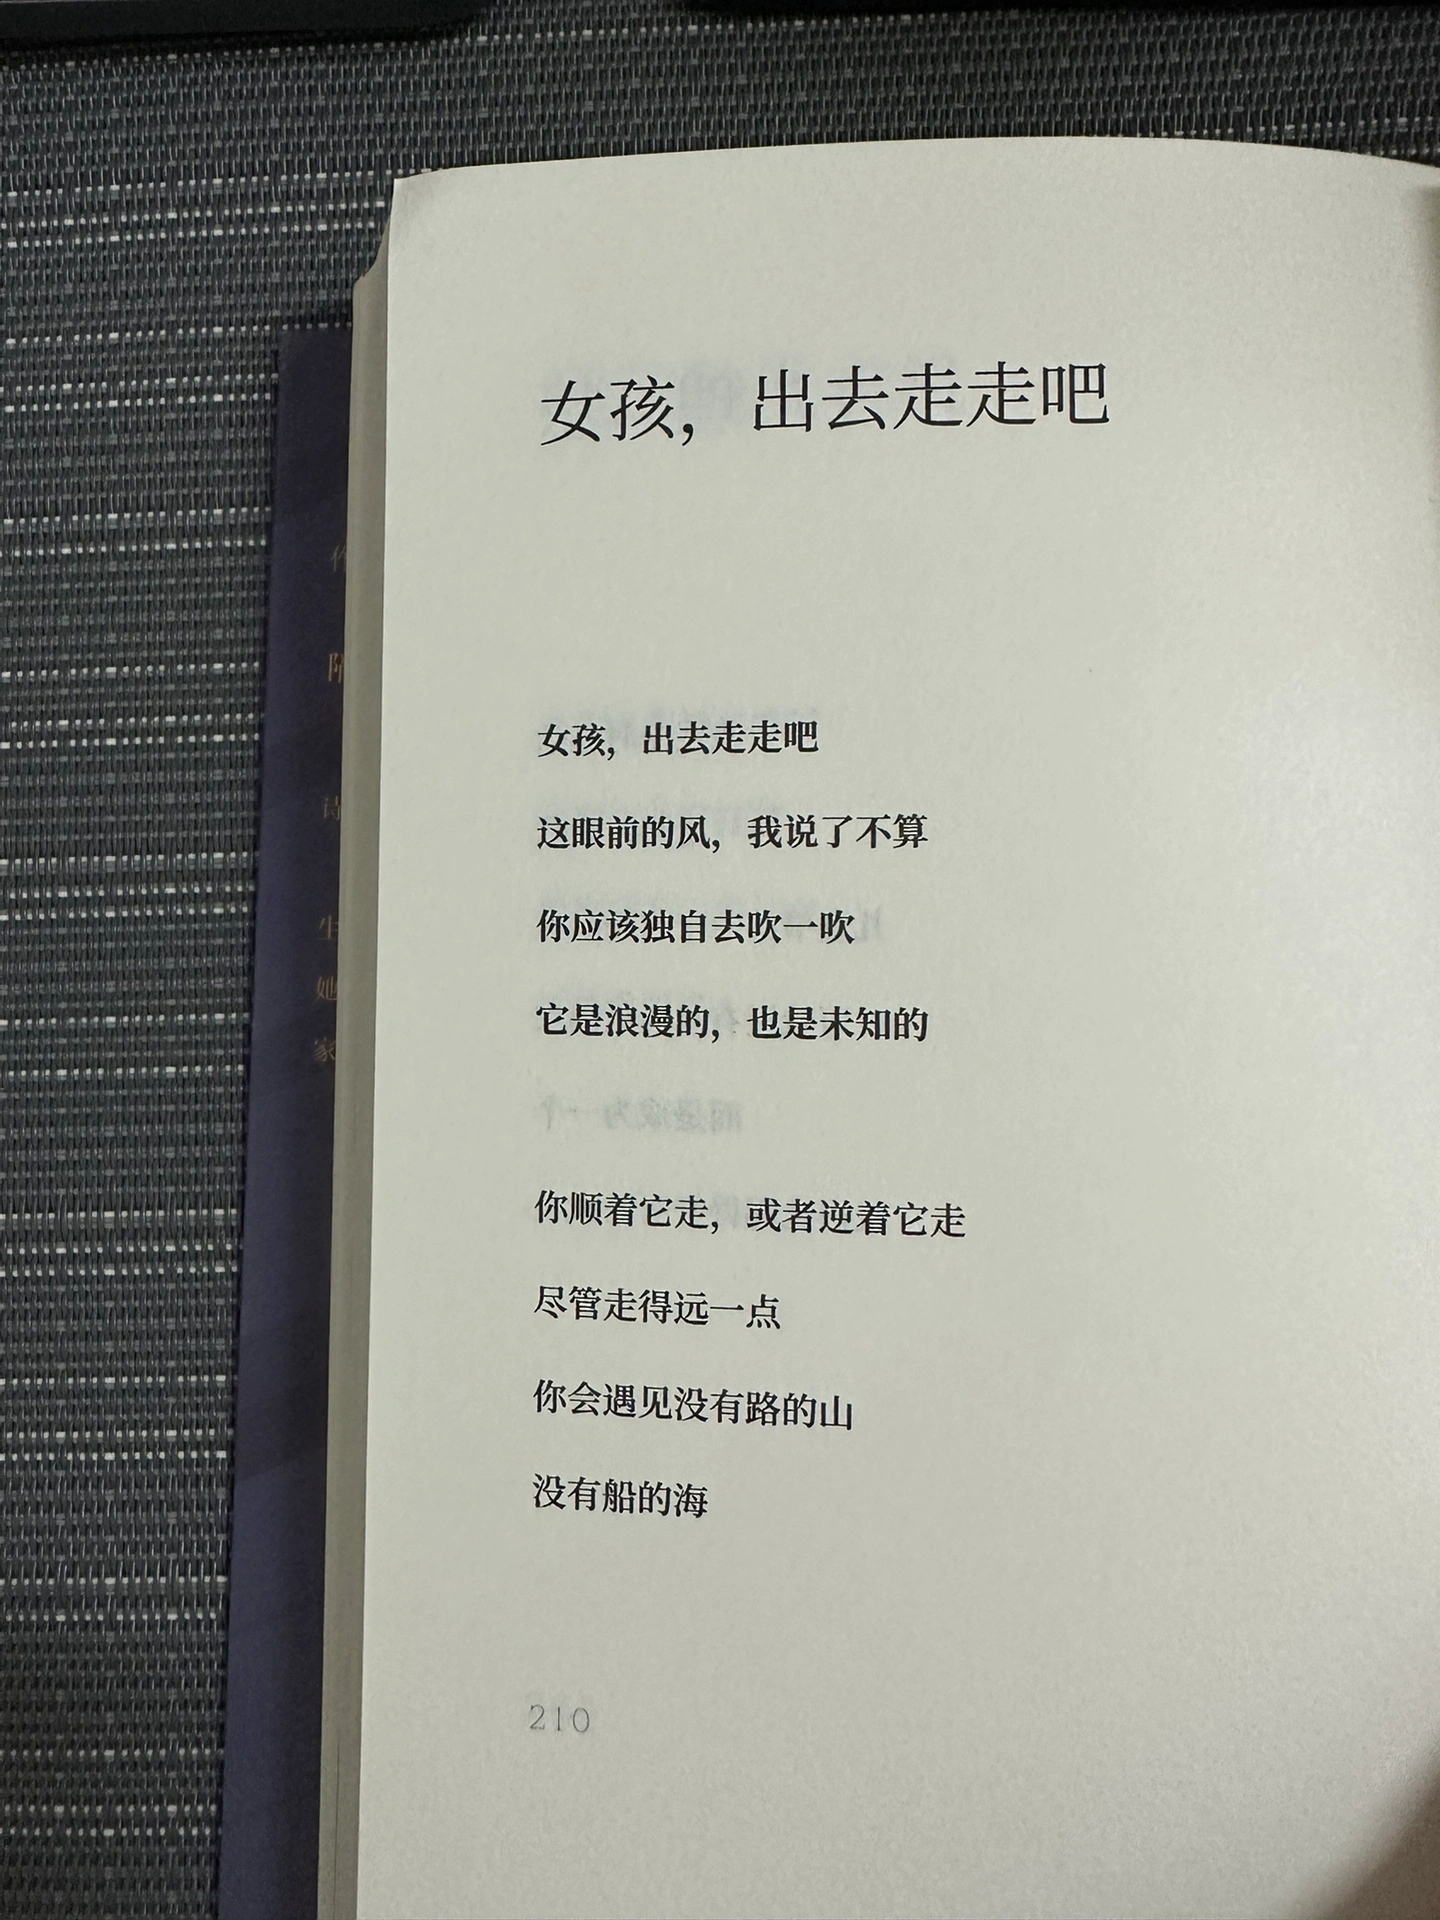 女孩，出去走走吧
女孩，出去走走吧
这眼前的风，我说了不算
你应该独自去吹一吹
它是浪漫的，也是未知的
你顺着它走，或者逆着它走
尽管走得远一点
你会遇见没有路的山
没有船的海
210
诗
生
她
家